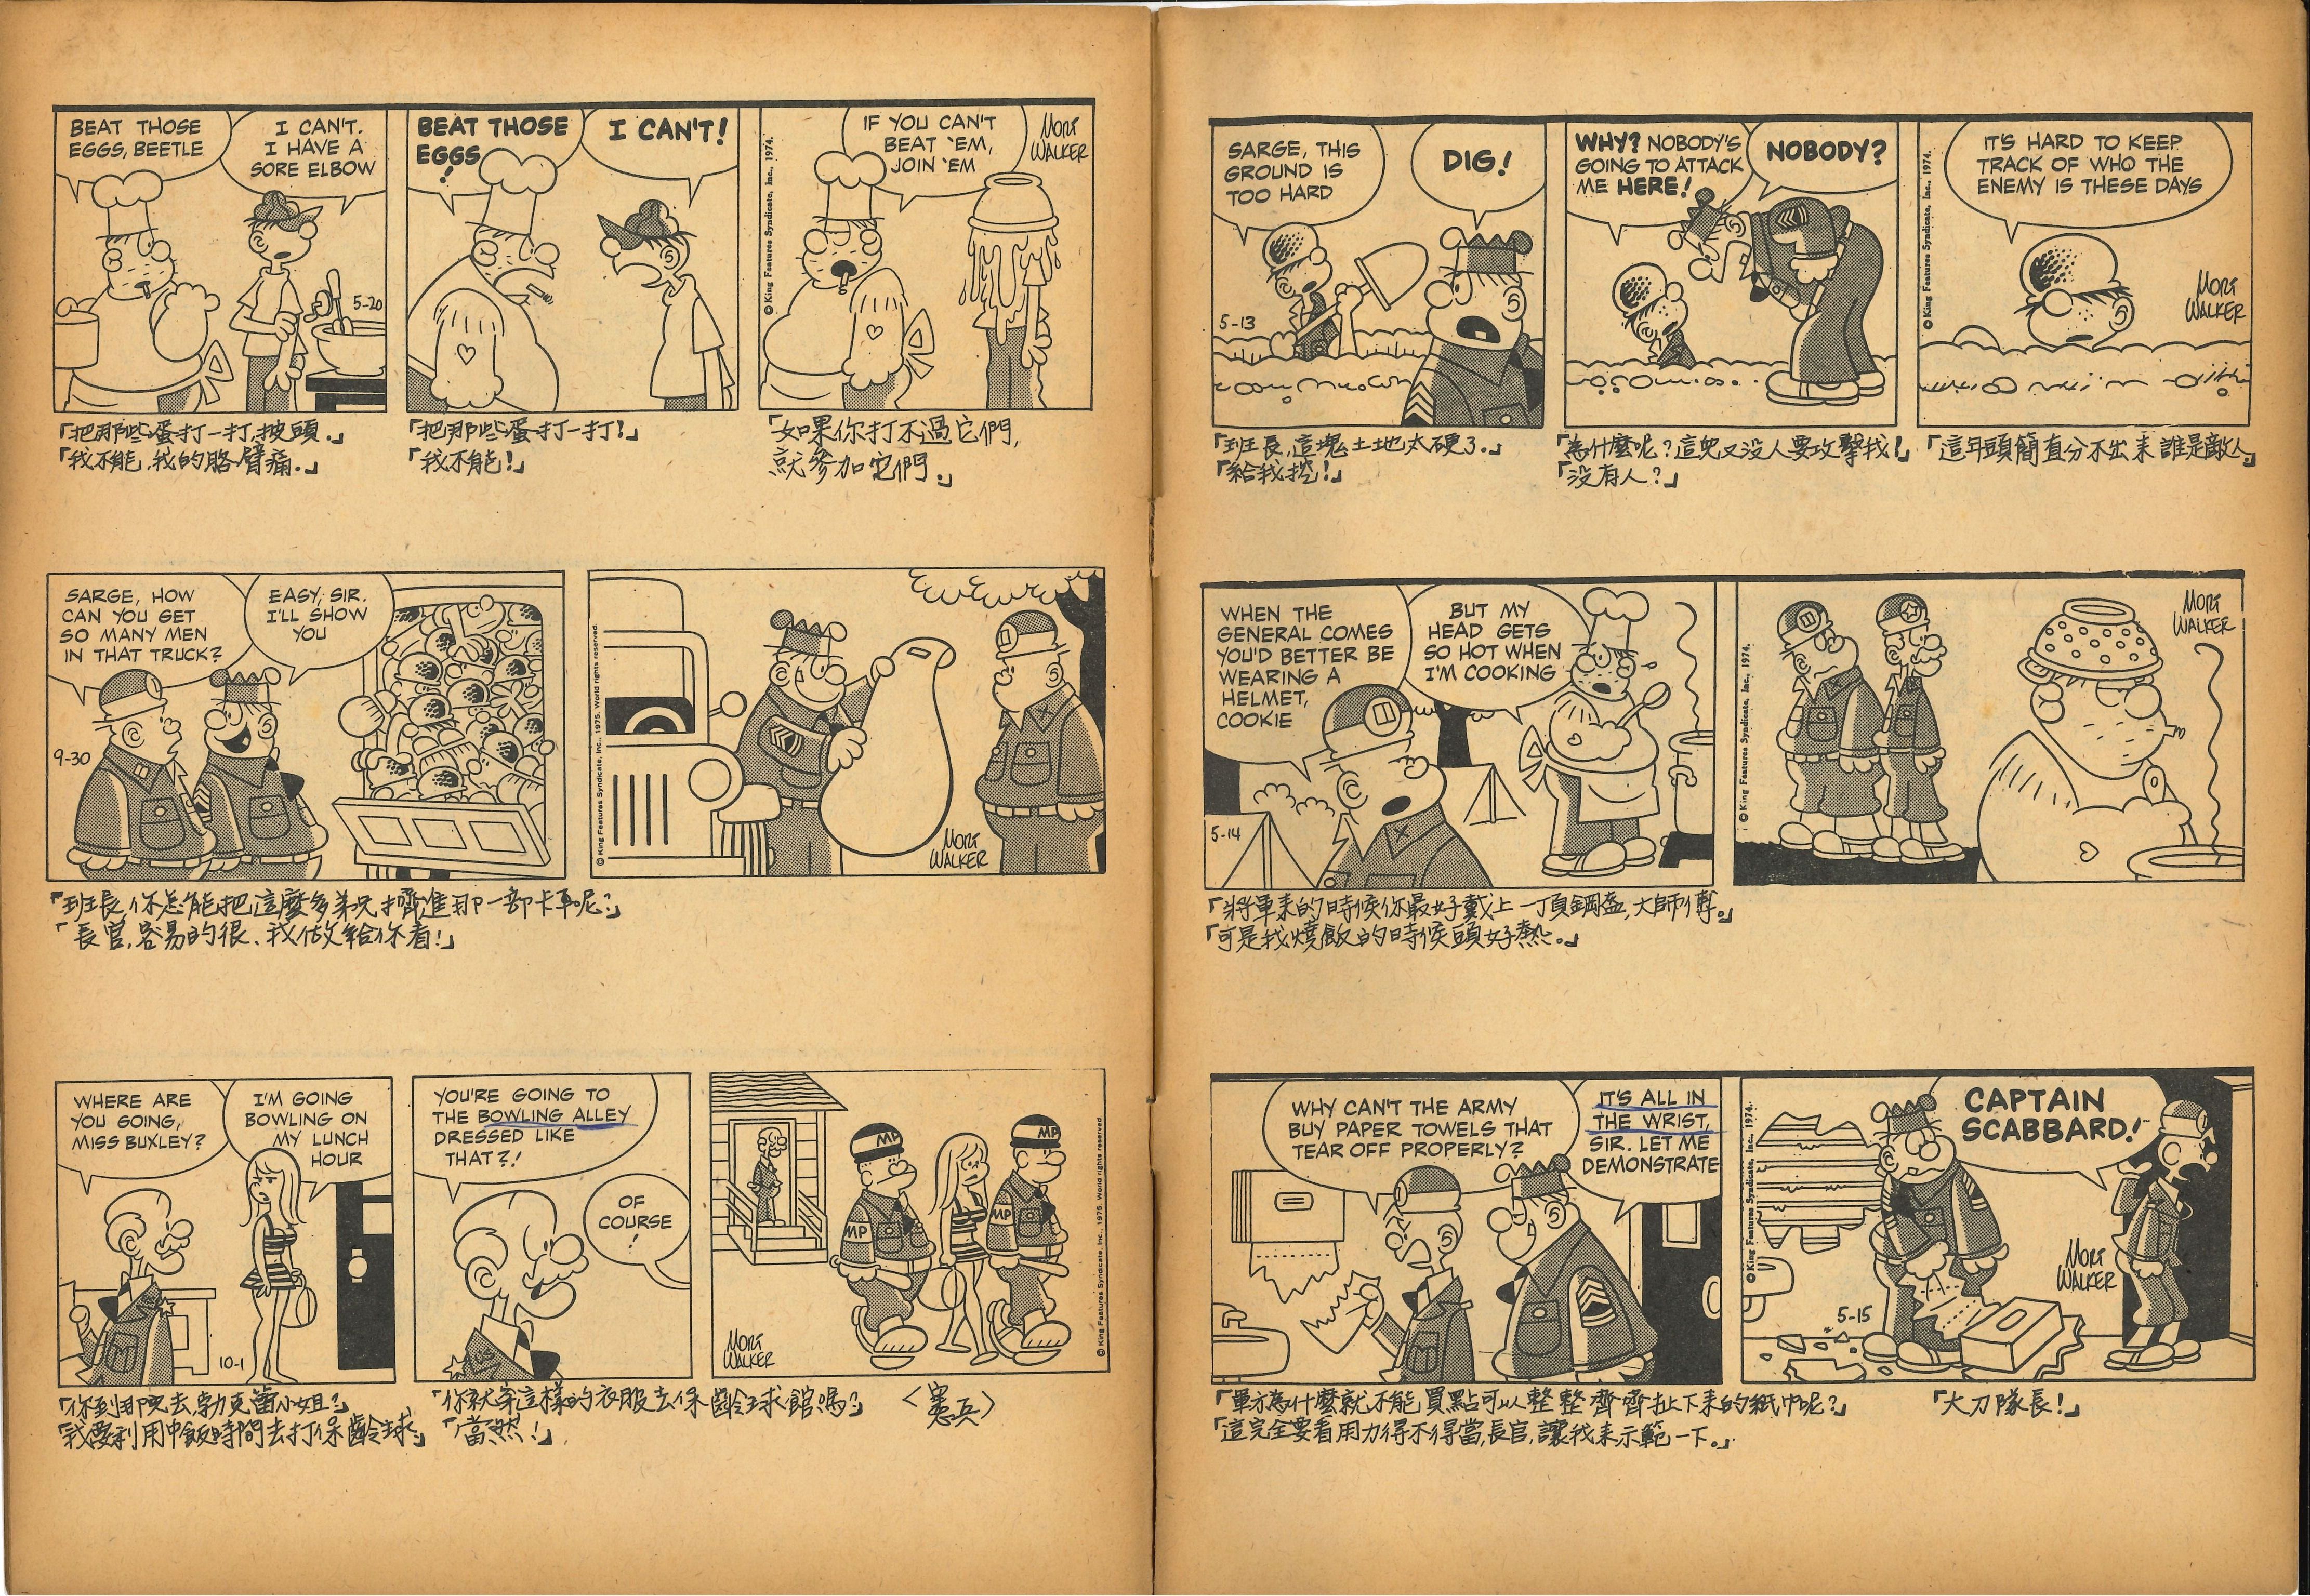 BEAT THOSE
EGGS, BEETLE
I CAN'T.
I HAVE A
SORE ELBOW
5-20
BEAT THOSE
EGGS
!
I CAN'T!
© King Features Syndicate, Inc., 1974.
IF YOU CAN'T
BEAT 'EM,
JOIN 'EM
MORT
WALKER
「把那些蛋打一打,披頭.」
「我不能.我的胳臂痛.」
「把那些蛋打一打!」
「我不能!」
「如果你打不過它們,
就參加它們.」
SARGE, HOW
CAN YOU GET
SO MANY MEN
IN THAT TRUCK?
EASY, SIR.
I'LL SHOW
YOU
9-30
© King Features Syndicate, Inc., 1975. World rights reserved.
MORT
WALKER
「班長,你怎能把這麼多弟兄擠進那一部卡車呢?」
「長官,容易的很、我做給你看!」
WHERE ARE
YOU GOING,
MISS BUXLEY?
I'M GOING
BOWLING ON
MY LUNCH
HOUR
10-1
YOU'RE GOING TO
THE BOWLING ALLEY
DRESSED LIKE
THAT?!
OF
COURSE
!
US
MP
MP
MP
MP
MORT
WALKER
© King Features Syndicate, Inc., 1975. World rights reserved.
「你到那兒去,勃克蕾小姐?」
「我要利用中飯時間去打保齡球」
「你就穿這樣的衣服去保齡球館嗎?」
「當然!」
〈憲兵〉
SARGE, THIS
GROUND IS
TOO HARD
DIG!
5-13
WHY? NOBODY'S
GOING TO ATTACK
ME HERE!
NOBODY?
© King Features Syndicate, Inc., 1974.
IT'S HARD TO KEEP
TRACK OF WHO THE
ENEMY IS THESE DAYS
MORT
WALKER
「班長,這塊土地太硬了.」
「給我挖!」
「為什麼呢?這兒又没人要攻擊我!」
「没有人?」
「這年頭簡直分不出来誰是敵人」
WHEN THE
GENERAL COMES
YOU'D BETTER BE
WEARING A
HELMET,
COOKIE
BUT MY
HEAD GETS
SO HOT WHEN
I'M COOKING
5-14
© King Features Syndicate, Inc., 1974.
MORT
WALKER
「將軍来的時候你最好戴上一頂鋼盔,大師傅。」
「可是我燒飯的時候頭好熱。」
WHY CAN'T THE ARMY
BUY PAPER TOWELS THAT
TEAR OFF PROPERLY?
IT'S ALL IN
THE WRIST,
SIR. LET ME
DEMONSTRATE
© King Features Syndicate, Inc., 1974.
CAPTAIN
SCABBARD!
5-15
MORT
WALKER
「軍方為什麼就不能買點可以整整齊齊扯下来的紙巾呢?」
「這完全要看用力得不得當,長官,讓我来示範一下。」
「大刀隊長!」